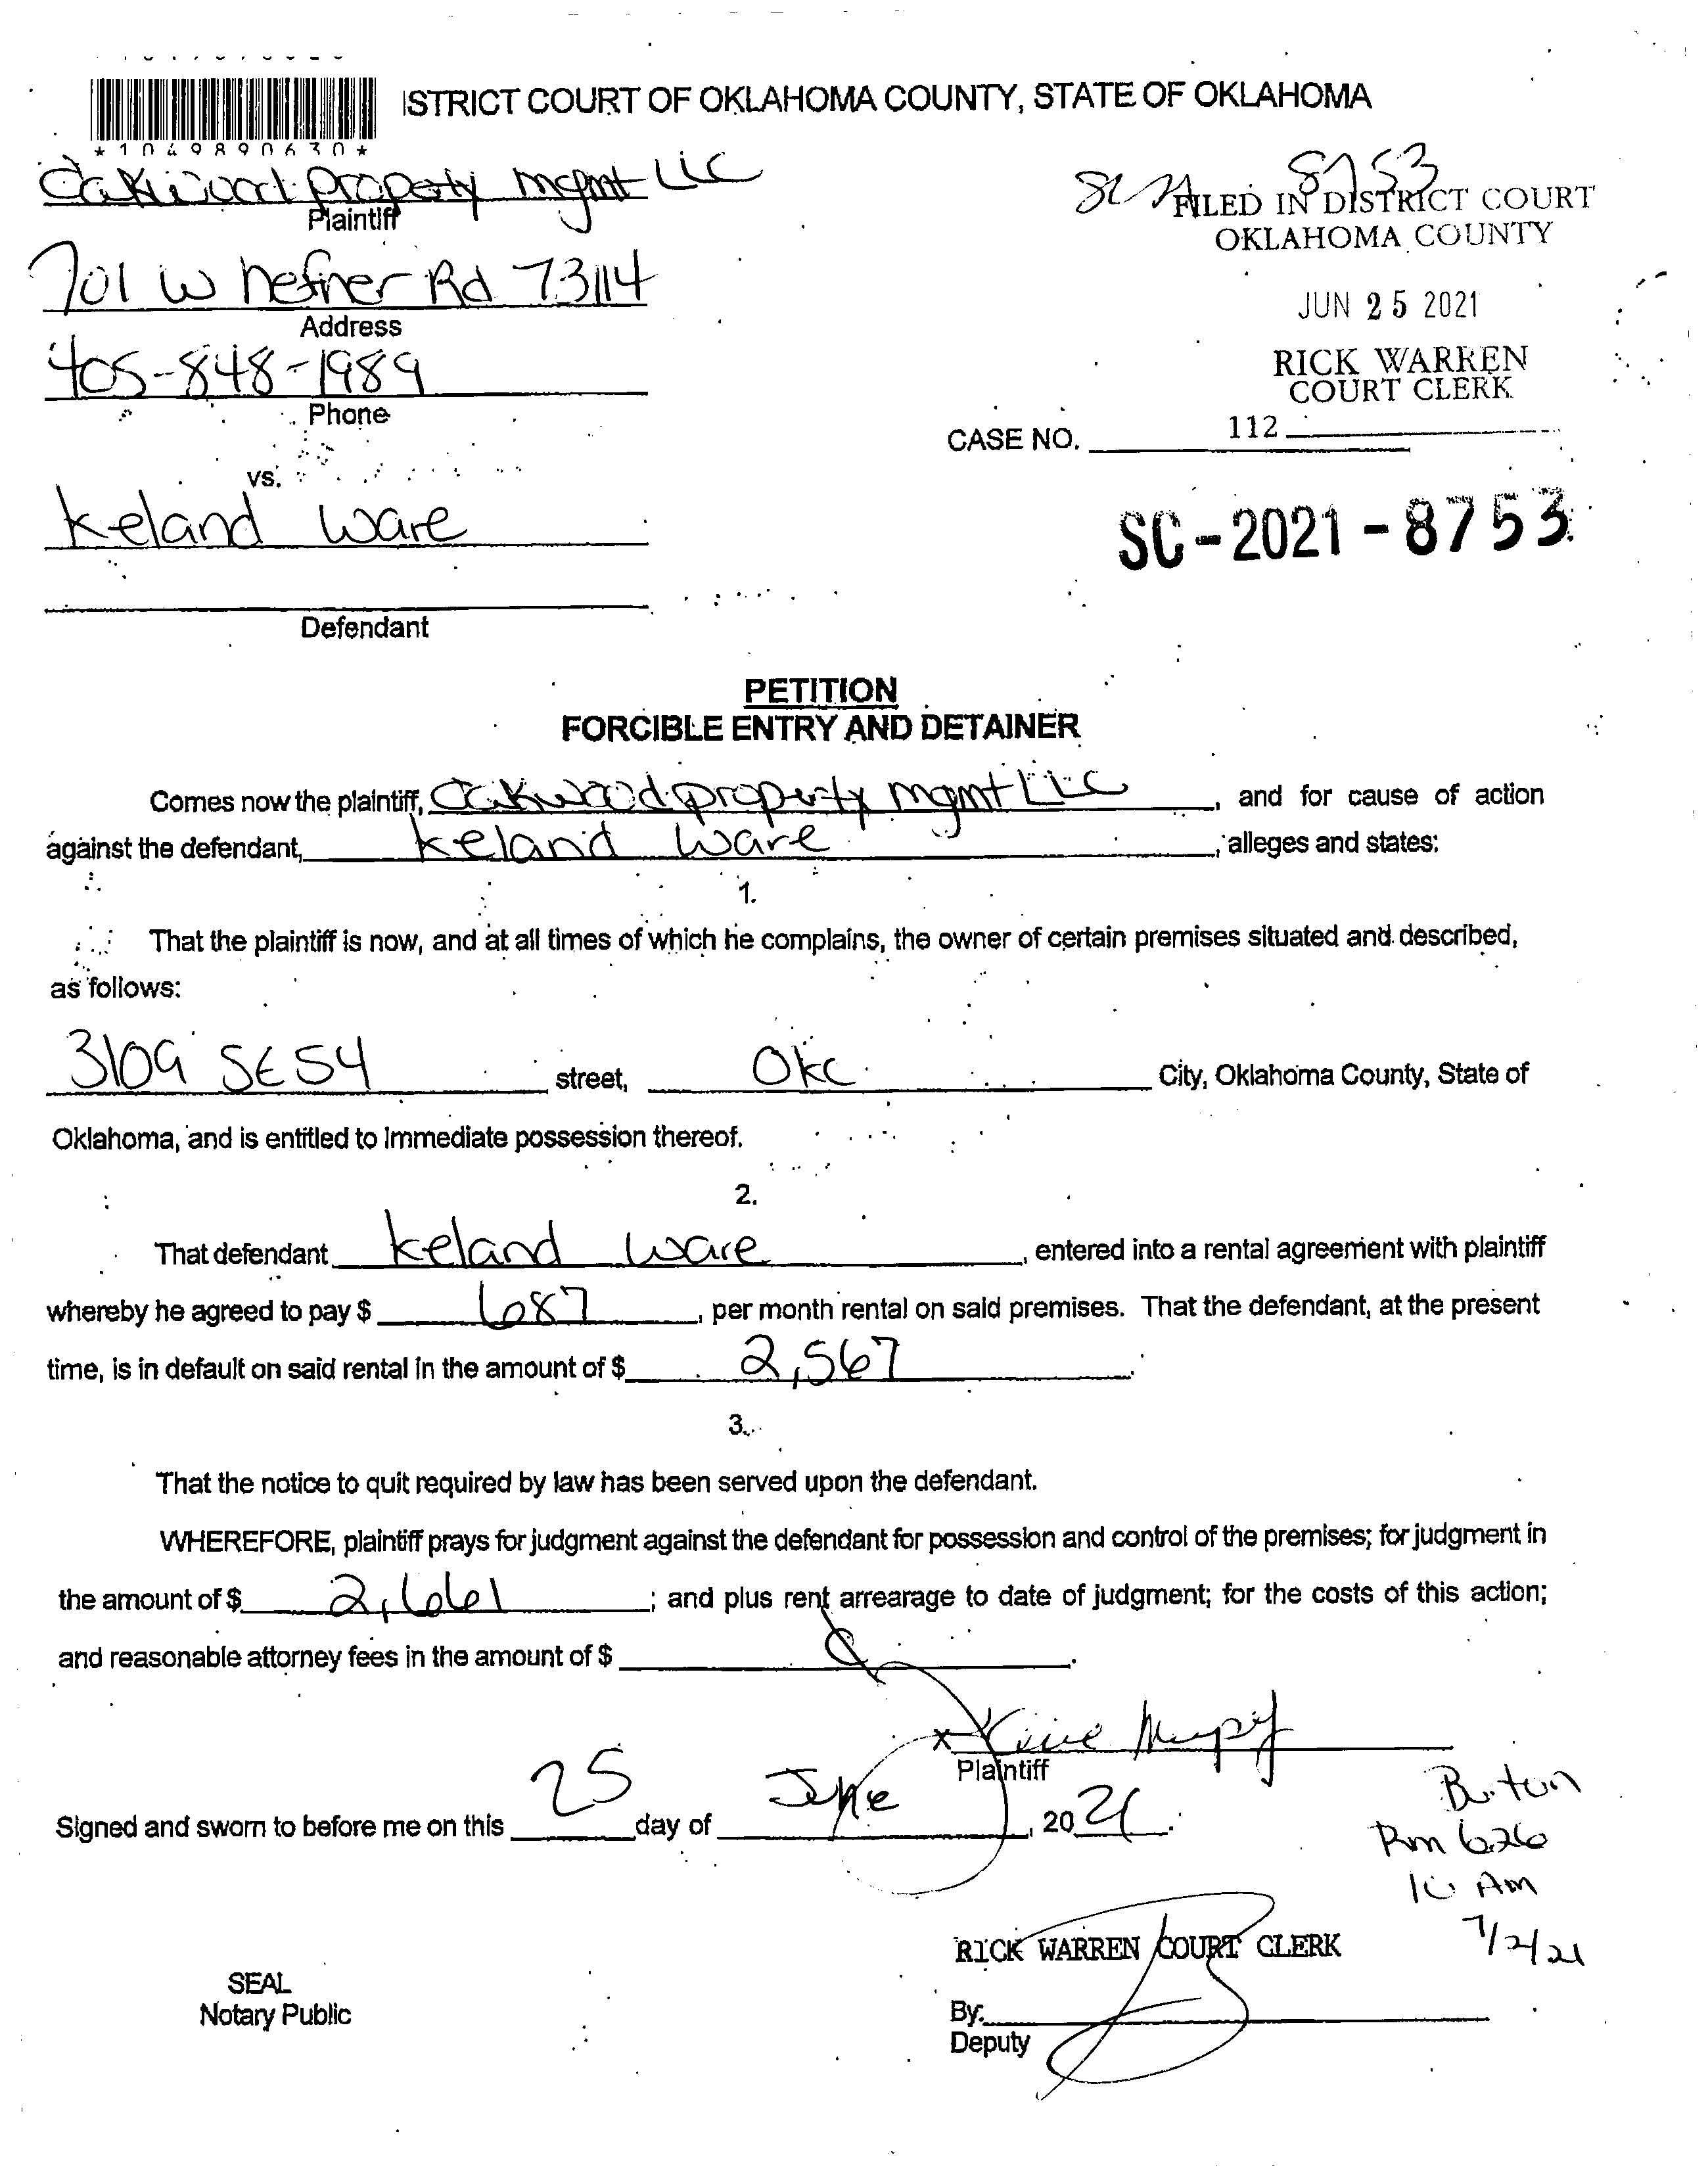 ISTRICT COURT OF OKLAHOMA COUNTY, STATE OF OKLAHOMA
*1049890630*
Oakwood property mgmt LLC
Plaintiff
8753
FILED IN DISTRICT COURT
OKLAHOMA COUNTY
701 W hefner Rd 73114
Address
JUN 25 2021
405-848-1989
Phone
RICK WARREN
COURT CLERK
CASE NO. 112
vs.
Keland Ware
SC-2021-8753
Defendant
PETITION
FORCIBLE ENTRY AND DETAINER
Comes now the plaintiff, Oakwood property mgmt LLC, and for cause of action
against the defendant, Keland Ware, alleges and states:
1.
That the plaintiff is now, and at all times of which he complains, the owner of certain premises situated and described,
as follows:
3109 SE 54 street, Okc City, Oklahoma County, State of
Oklahoma, and is entitled to immediate possession thereof.
2.
That defendant Keland Ware, entered into a rental agreement with plaintiff
whereby he agreed to pay $ 687, per month rental on said premises. That the defendant, at the present
time, is in default on said rental in the amount of $ 2,567.
3.
That the notice to quit required by law has been served upon the defendant.
WHEREFORE, plaintiff prays for judgment against the defendant for possession and control of the premises; for judgment in
the amount of $ 2,661; and plus rent arrearage to date of judgment; for the costs of this action;
and reasonable attorney fees in the amount of $
x
Plaintiff
Signed and sworn to before me on this 25 day of June, 2021.
Rm 626
10 AM
7/2/21
RICK WARREN COURT CLERK
SEAL
Notary Public
By:
Deputy